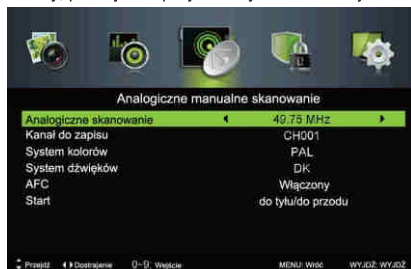 Analogiczne manualne skanowanie
Analogiczne skanowanie 49.75 MHz
Kanał do zapisu CH001
System kolorów PAL
System dźwięków DK
AFC Włączony
Start do tyłu/do przodu
Przejdź Dostrajenie 0~9: Wejście MENU: Wróć WYJDŹ: WYJDŹ